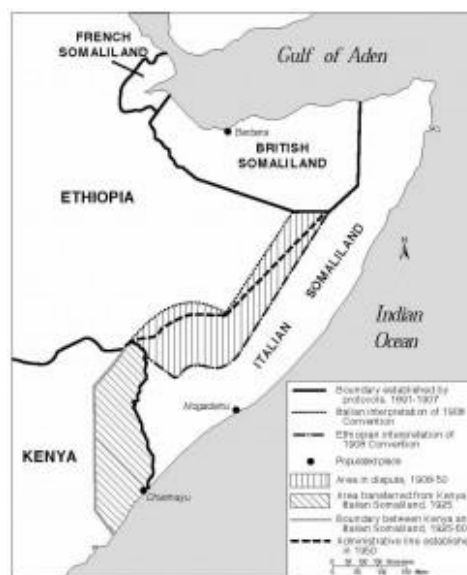 FRENCH
SOMALILAND
Gulf of Aden
Berbera
BRITISH
SOMALILAND
ETHIOPIA
ITALIAN SOMALILAND
N
Indian
Ocean
Mogadishu
KENYA
Chisimayu
Boundary established by
protocols, 1891-1907
Italian interpretation of 1908
Convention
Ethiopian interpretation of
1908 Convention
Populated place
Area in dispute, 1908-50
Area transferred from Kenya
Italian Somaliland, 1925
Boundary between Kenya and
Italian Somaliland, 1925-60
Administrative line established
in 1950